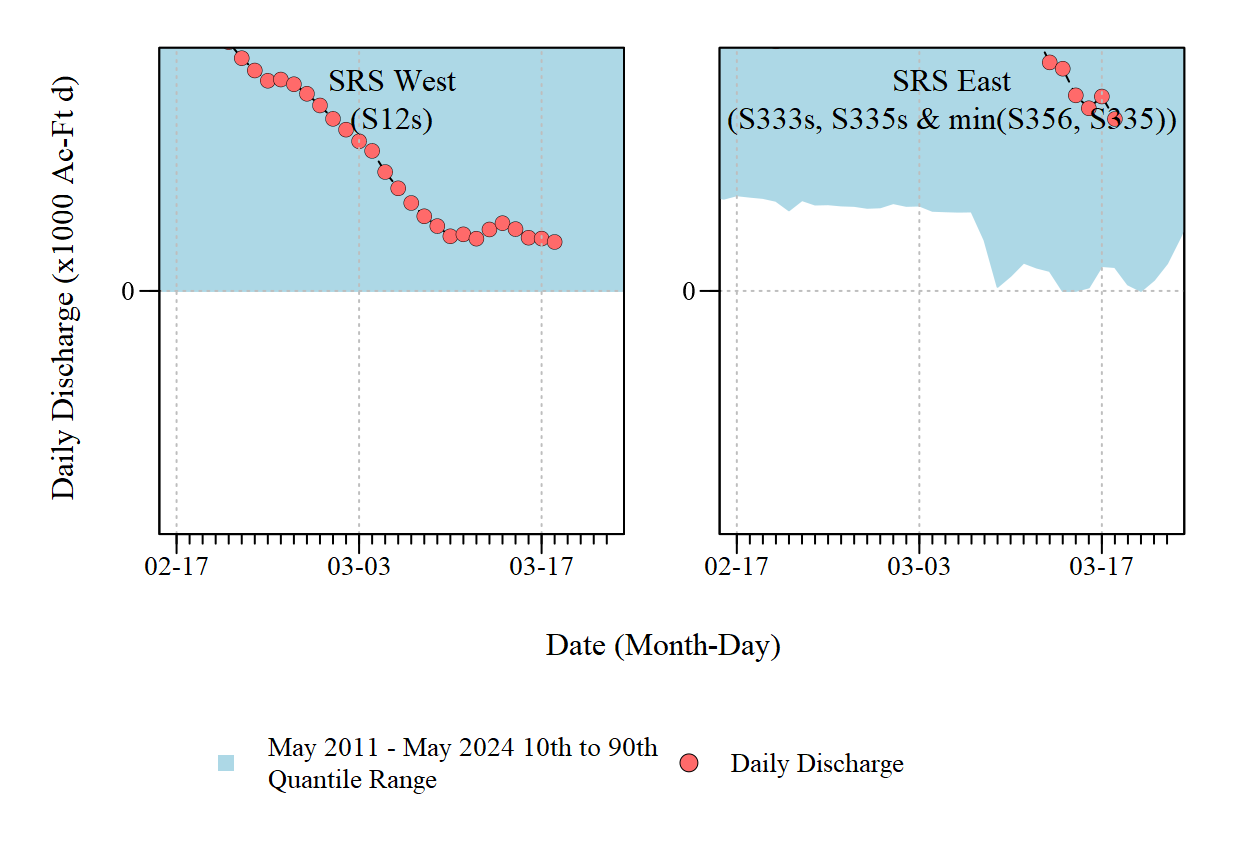 SRS West
(S12s)
SRS East
(S333s, S335s & min(S356, S335))
Daily Discharge (x1000 Ac-Ft d)
0
0
02-17
03-03
03-17
02-17
03-03
03-17
Date (Month-Day)
May 2011 - May 2024 10th to 90th
Quantile Range
Daily Discharge